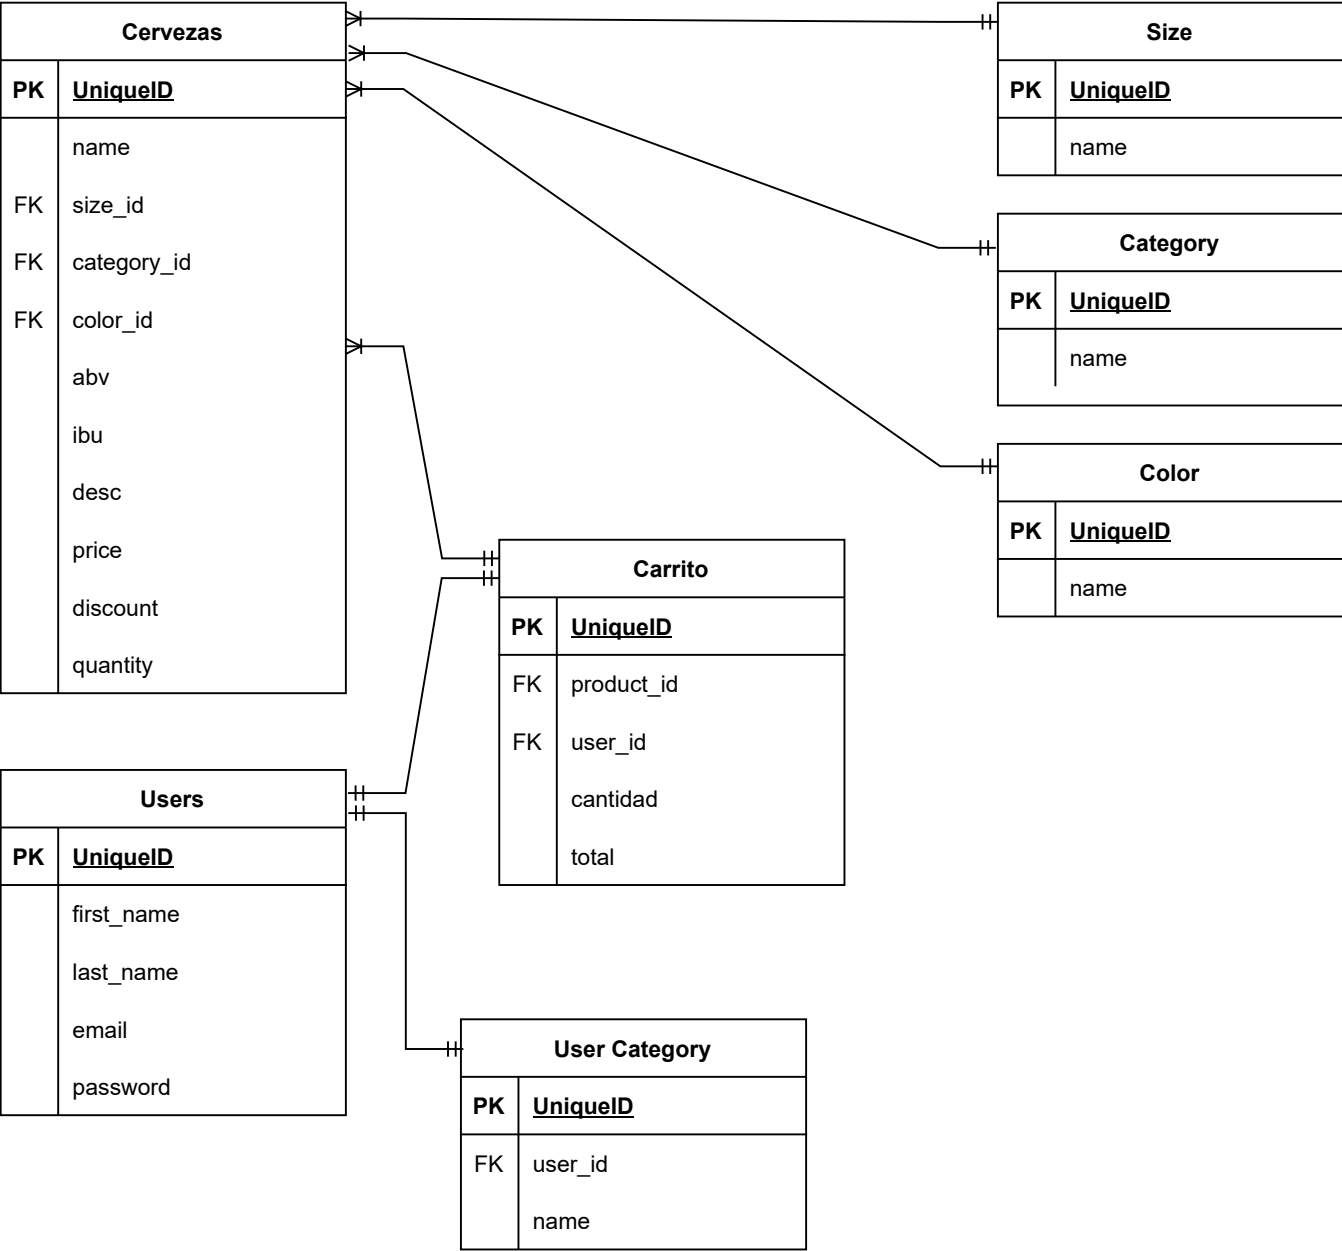 Cervezas
PK UniqueID
name
FK size_id
FK category_id
FK color_id
abv
ibu
desc
price
discount
quantity
Size
PK UniqueID
name
Category
PK UniqueID
name
Color
PK UniqueID
name
Carrito
PK UniqueID
FK product_id
FK user_id
cantidad
total
Users
PK UniqueID
first_name
last_name
email
password
User Category
PK UniqueID
FK user_id
name